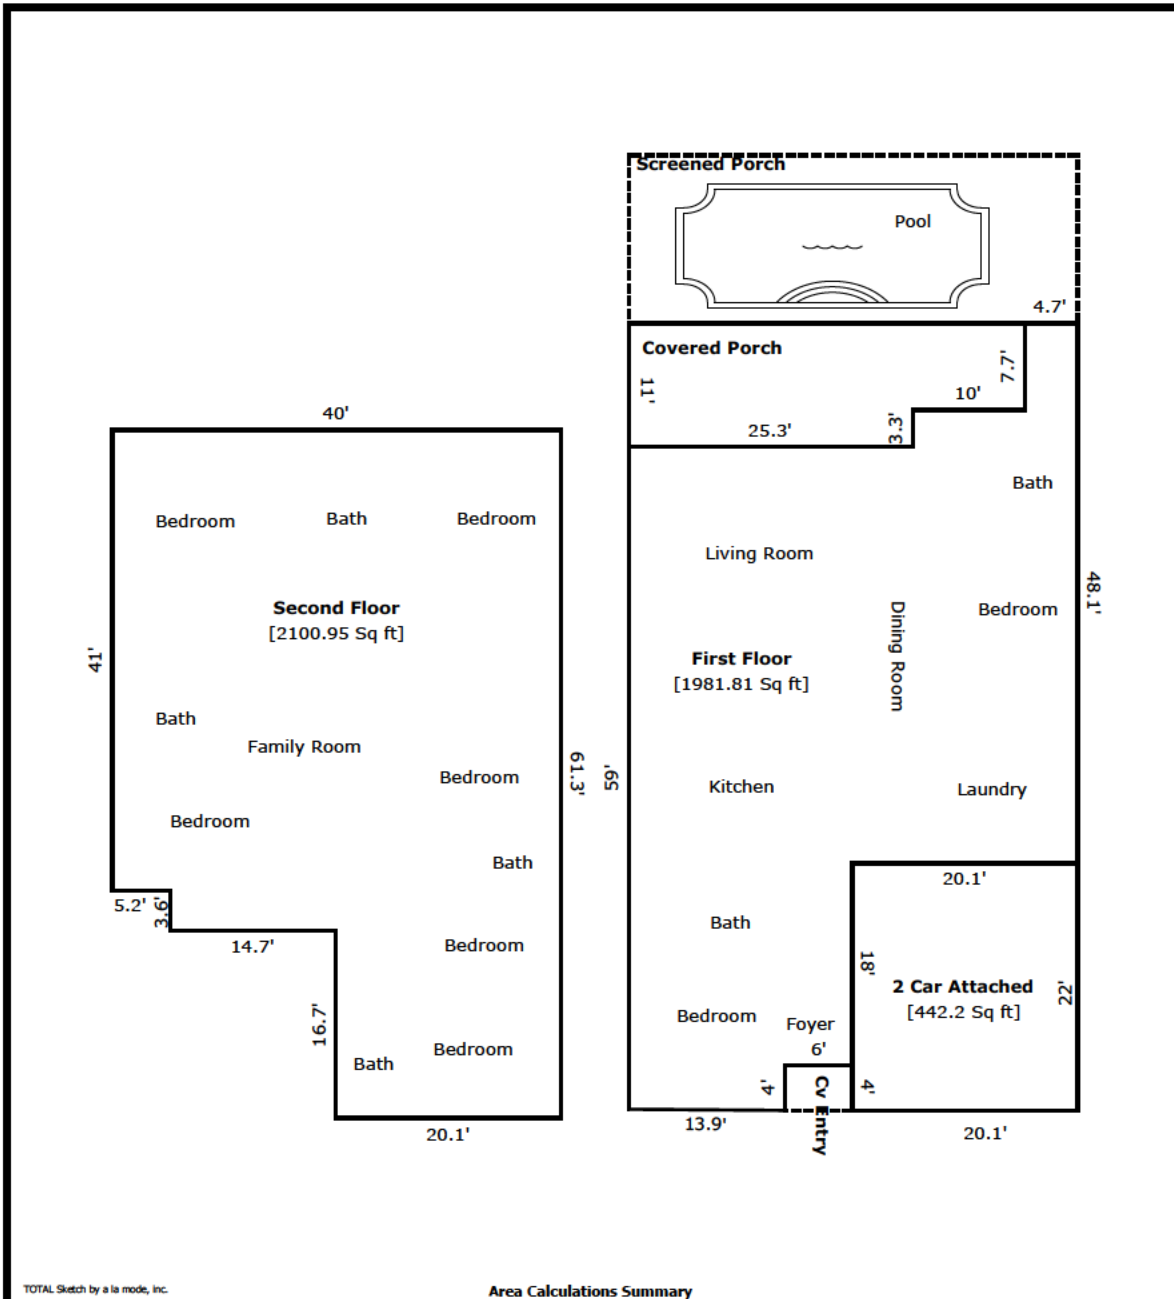 Screened Porch
Pool
4.7'
Covered Porch
7.7'
11'
10'
25.3'
3.3'
40'
Bedroom
Bath
Bedroom
Second Floor
[2100.95 Sq ft]
41'
Bath
Family Room
Bedroom
61.3'
Bedroom
Bath
5.2'
3.6'
14.7'
Bedroom
16.7'
Bath
Bedroom
20.1'
Bath
Living Room
Dining Room
Bedroom
48.1'
First Floor
[1981.81 Sq ft]
59'
Kitchen
Laundry
20.1'
Bath
18'
2 Car Attached
[442.2 Sq ft]
22'
Bedroom
Foyer
6'
4'
Cv Entry
4'
13.9'
20.1'
TOTAL Sketch by a la mode, inc.
Area Calculations Summary